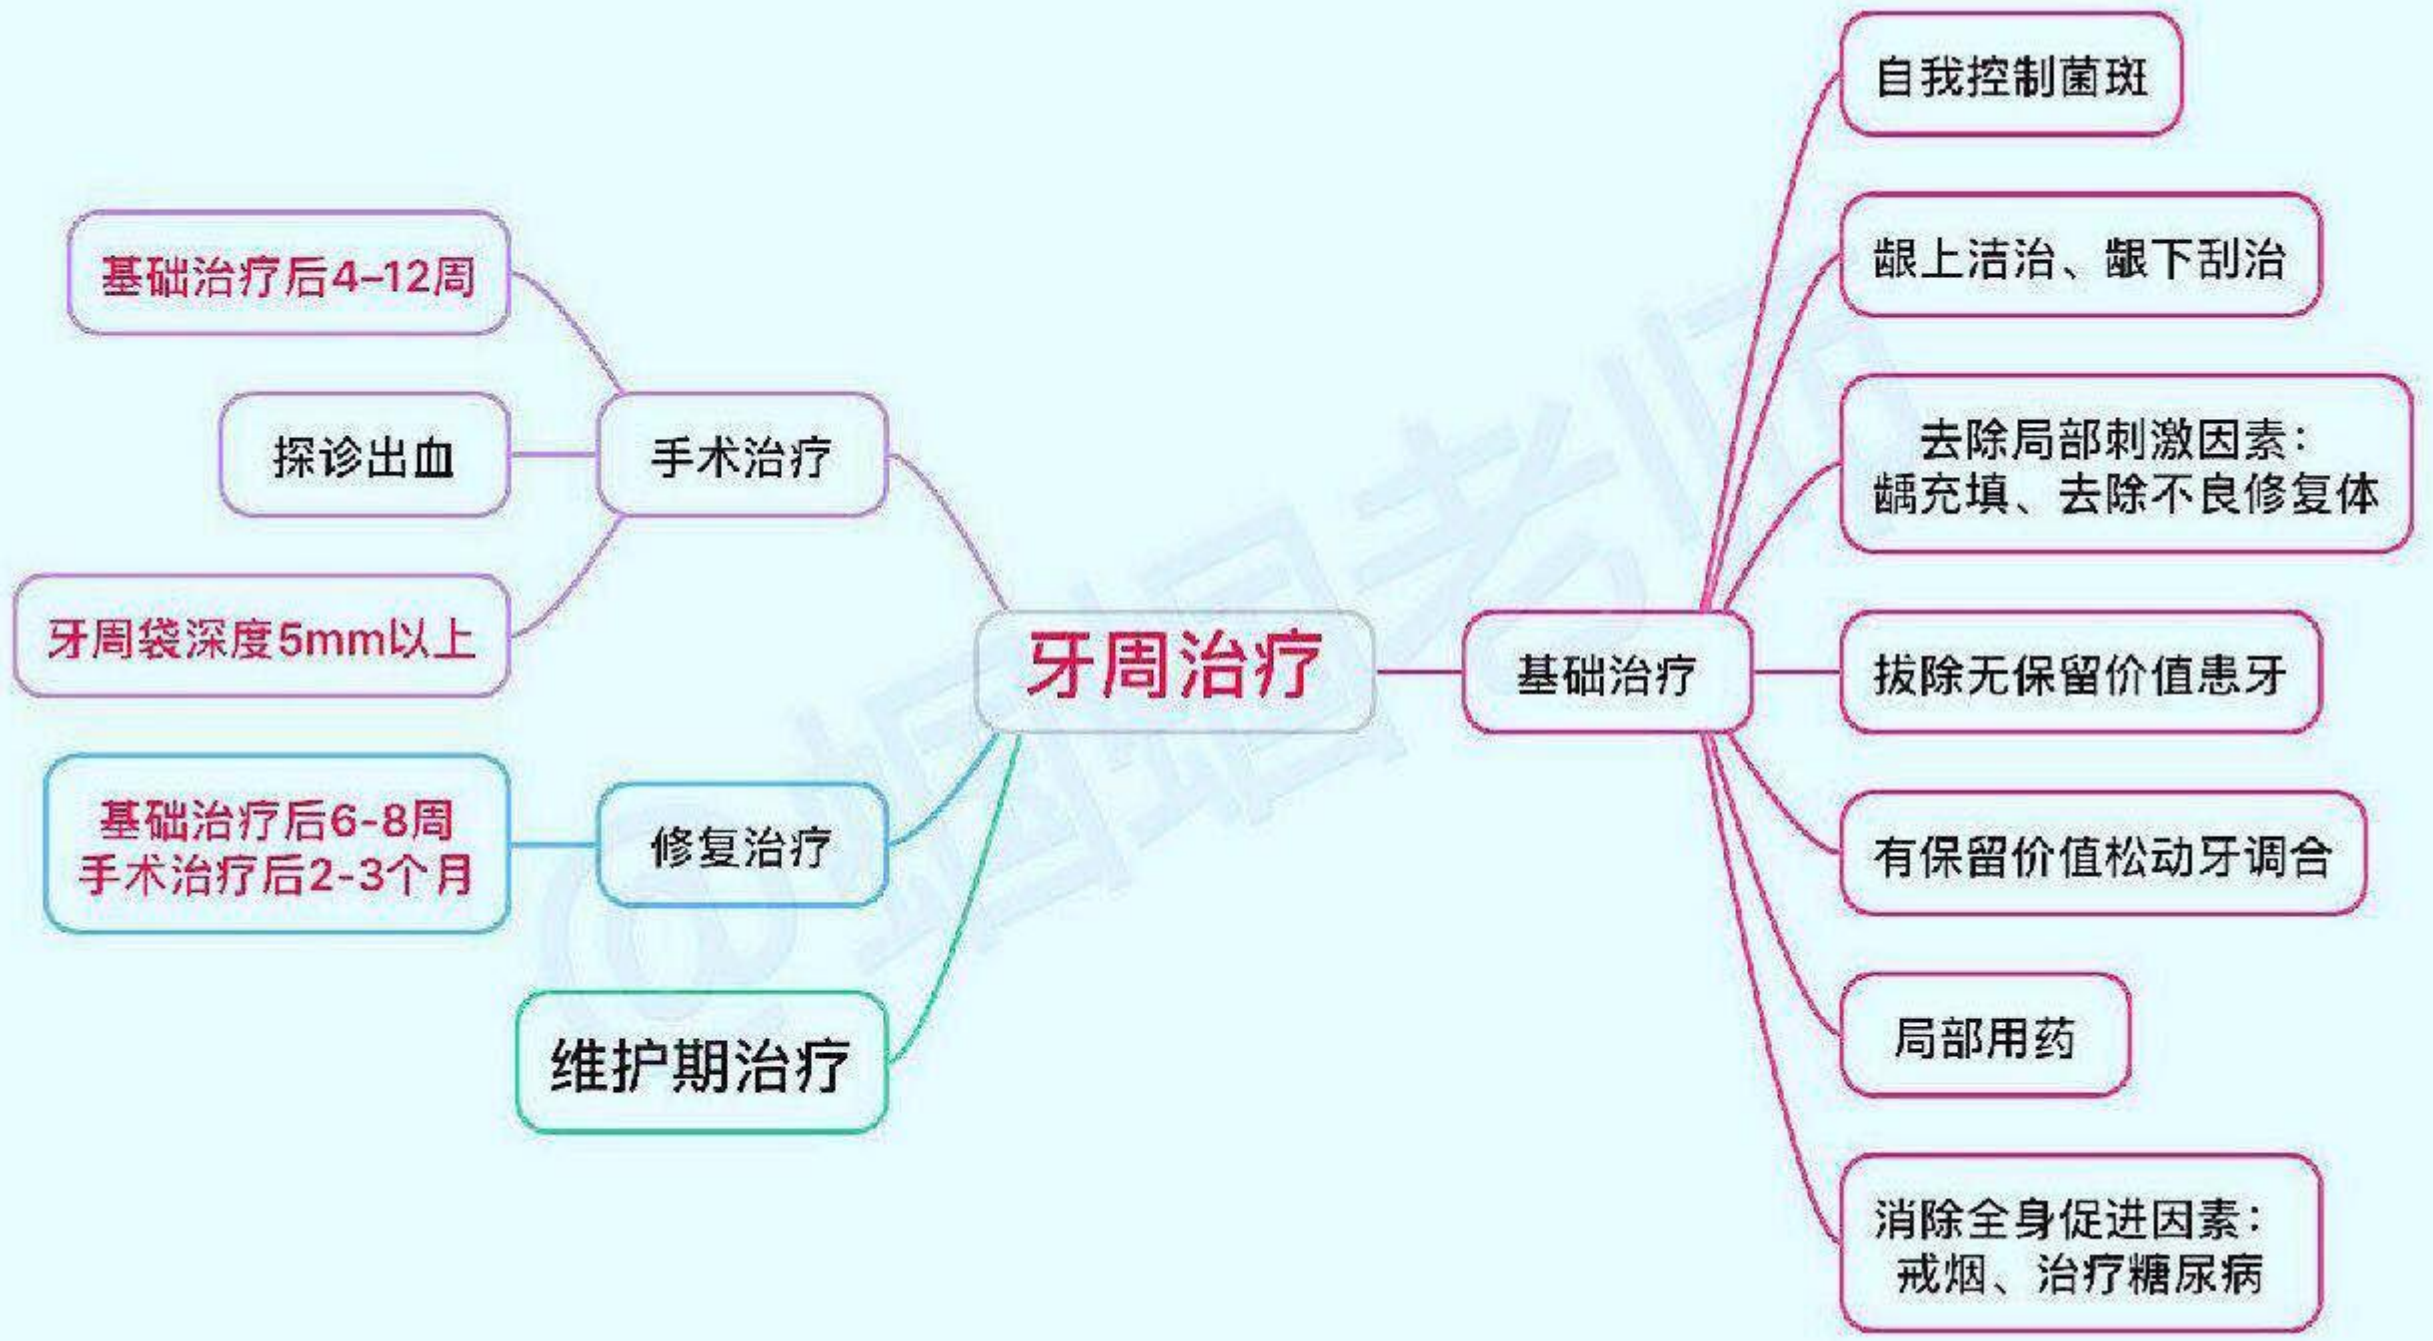 牙周治疗
基础治疗
自我控制菌斑
龈上洁治、龈下刮治
去除局部刺激因素：
龋充填、去除不良修复体
拔除无保留价值患牙
有保留价值松动牙调合
局部用药
消除全身促进因素：
戒烟、治疗糖尿病
手术治疗
基础治疗后4–12周
探诊出血
牙周袋深度5mm以上
修复治疗
基础治疗后6-8周
手术治疗后2-3个月
维护期治疗